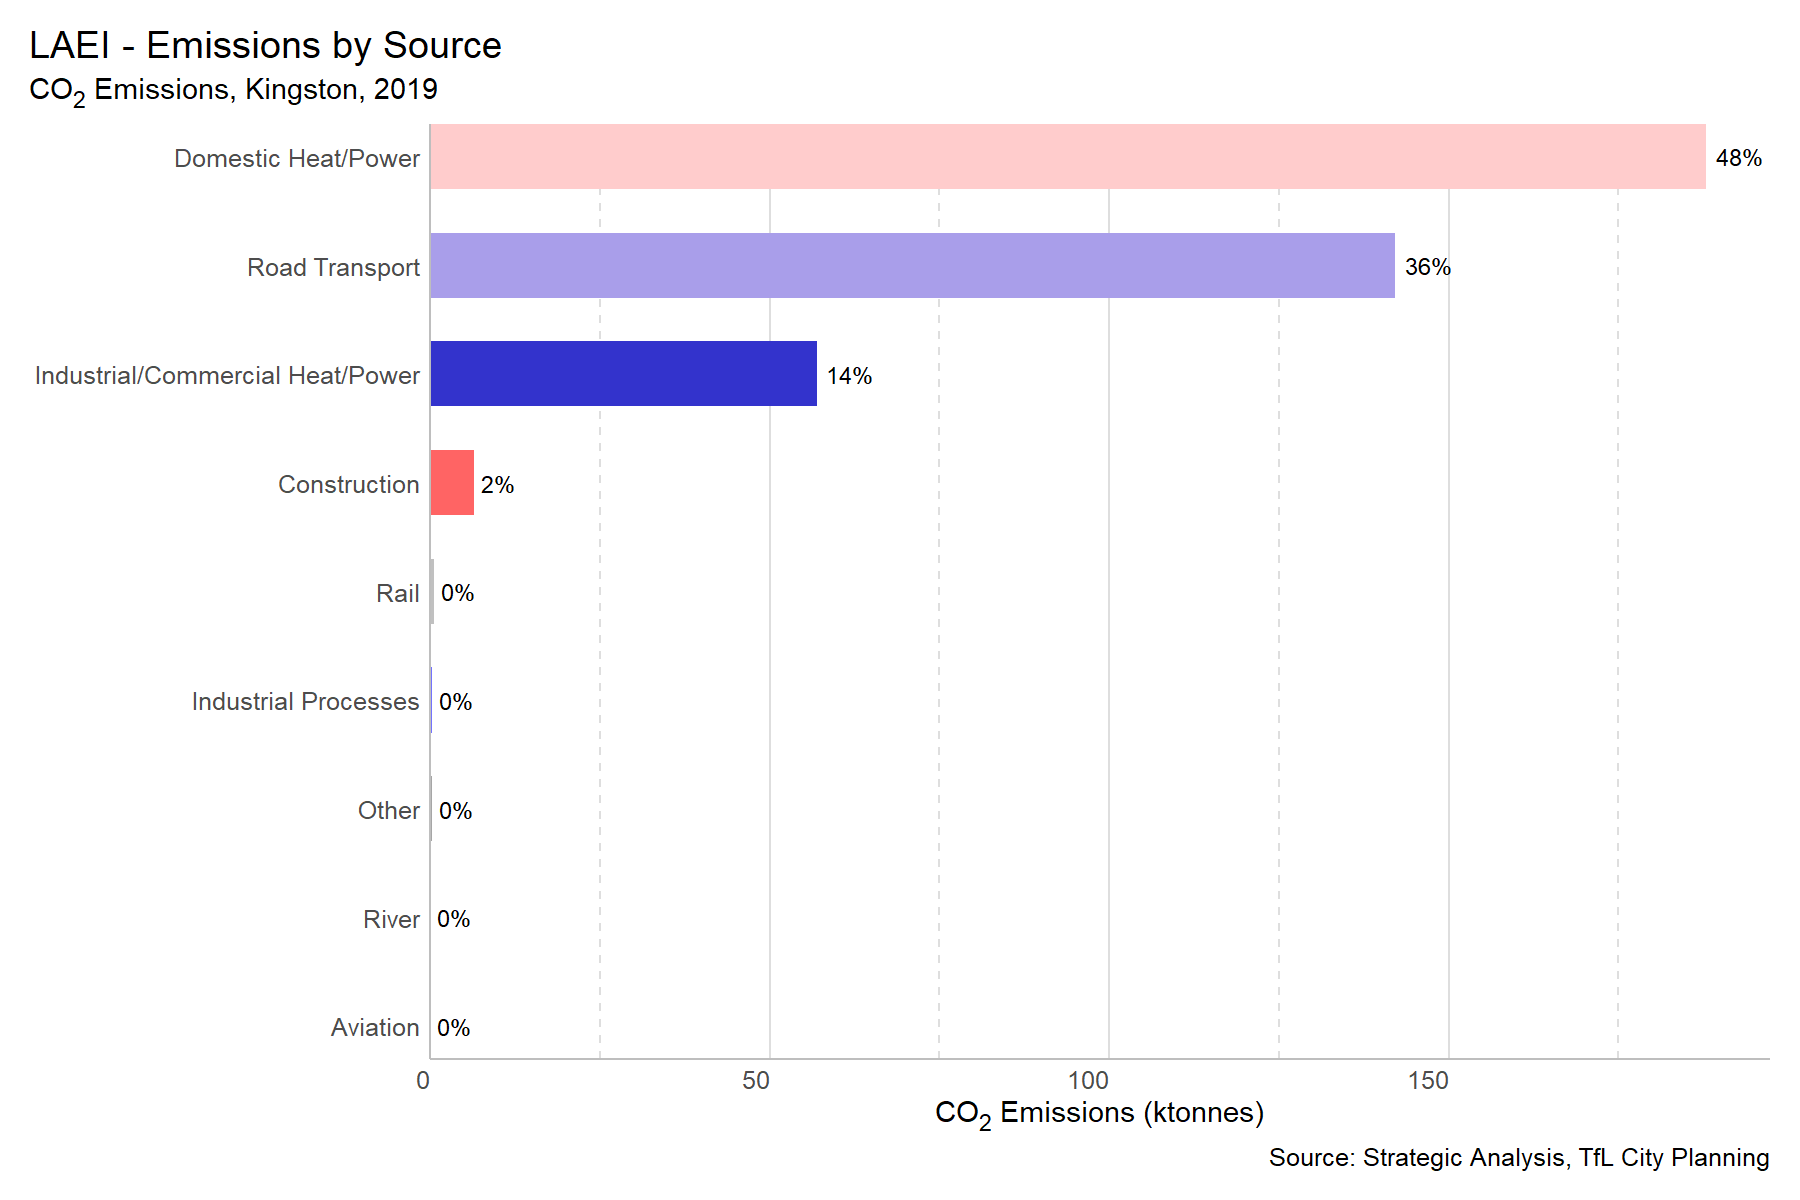 LAEI - Emissions by Source
CO₂ Emissions, Kingston, 2019
Domestic Heat/Power 48%
Road Transport 36%
Industrial/Commercial Heat/Power 14%
Construction 2%
Rail 0%
Industrial Processes 0%
Other 0%
River 0%
Aviation 0%
0 50 100 150
CO₂ Emissions (ktonnes)
Source: Strategic Analysis, TfL City Planning